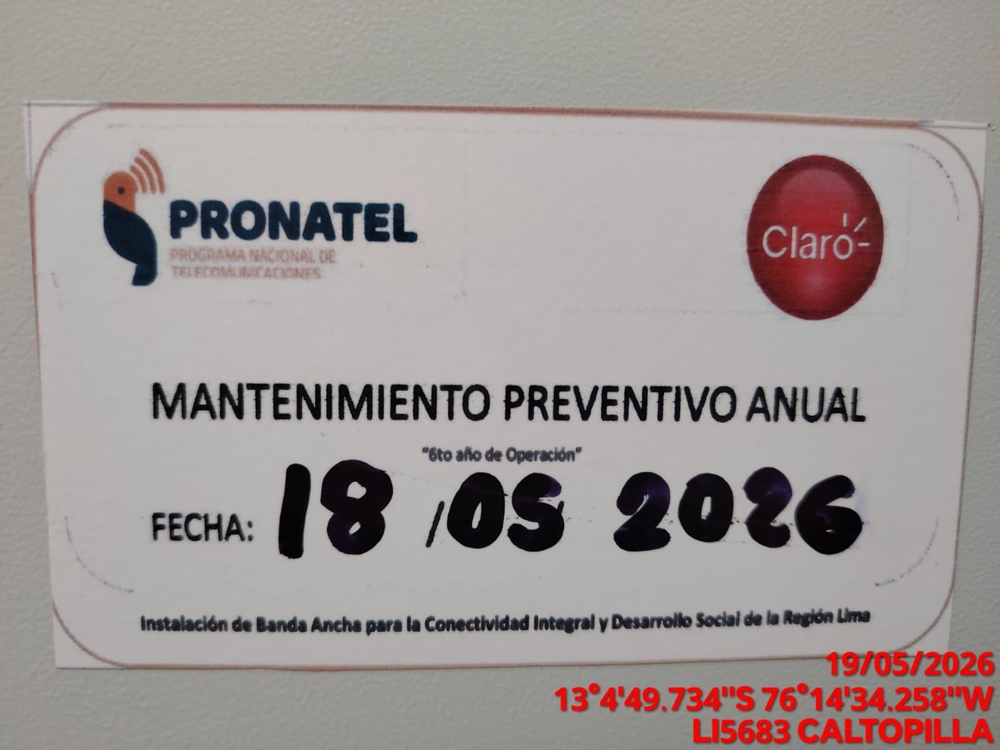 PRONATEL
PROGRAMA NACIONAL DE
TELECOMUNICACIONES
Claro
MANTENIMIENTO PREVENTIVO ANUAL
"6to año de Operación"
FECHA: 18 /05 2026
Instalación de Banda Ancha para la Conectividad Integral y Desarrollo Social de la Región Lima
19/05/2026
13°4'49.734"S 76°14'34.258"W
LI5683 CALTOPILLA